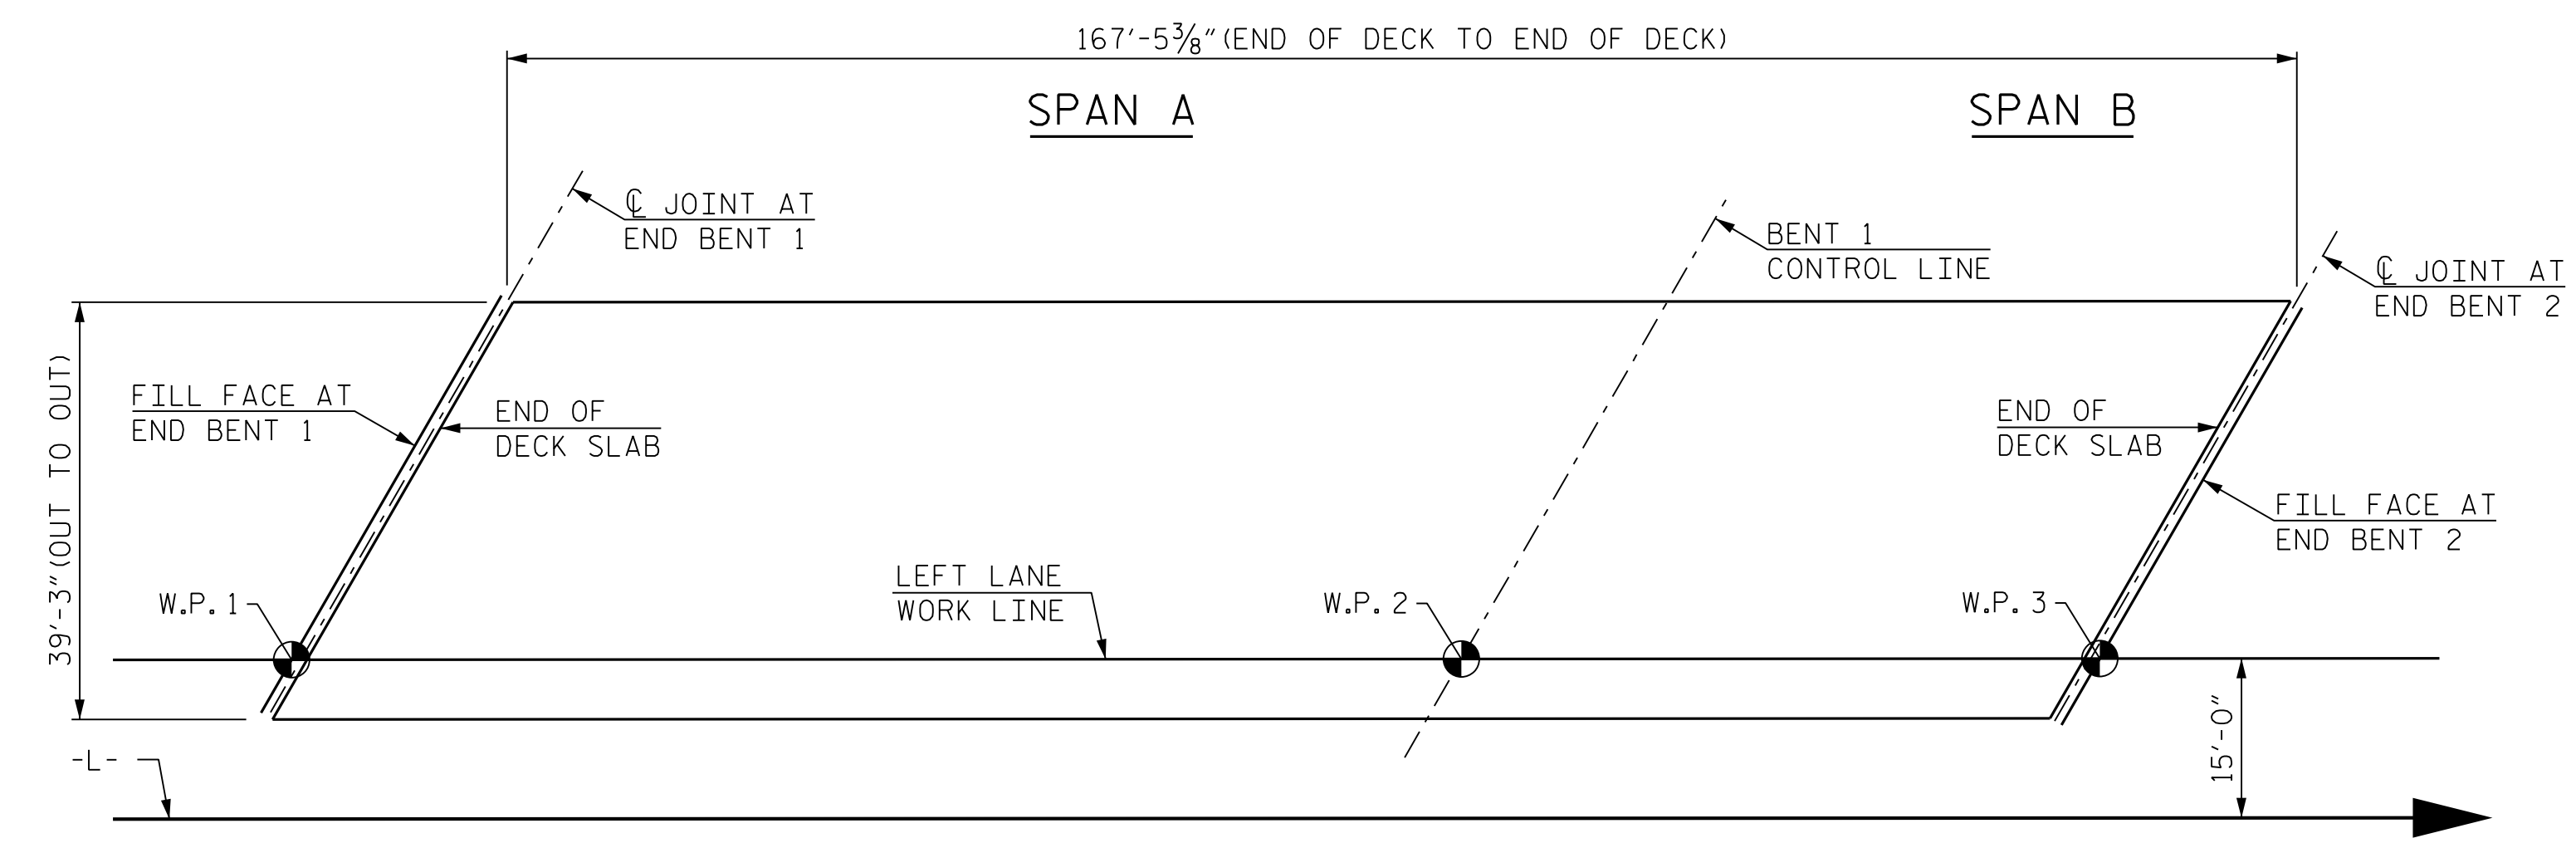 167'-5⅜" (END OF DECK TO END OF DECK)
SPAN A
SPAN B
℄ JOINT AT
END BENT 1
BENT 1
CONTROL LINE
℄ JOINT AT
END BENT 2
39'-3" (OUT TO OUT)
FILL FACE AT
END BENT 1
END OF
DECK SLAB
END OF
DECK SLAB
FILL FACE AT
END BENT 2
W.P. 1
LEFT LANE
WORK LINE
W.P. 2
W.P. 3
-L-
15'-0"